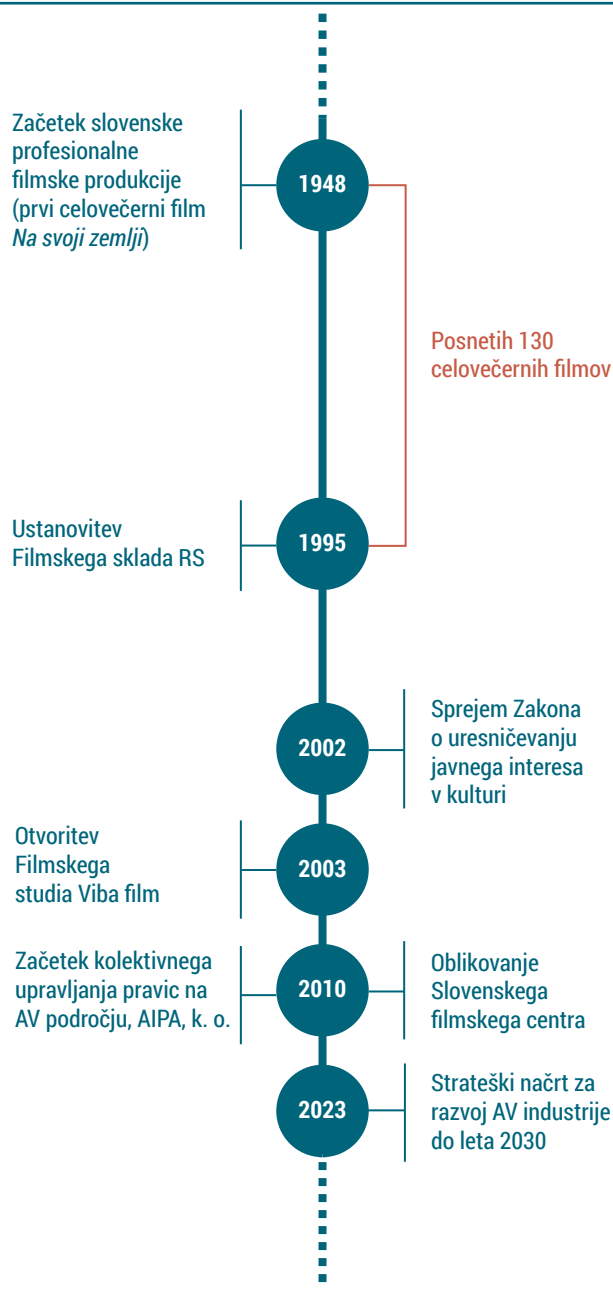 Začetek slovenske
profesionalne
filmske produkcije
(prvi celovečerni film
Na svoji zemlji)
1948
Posnetih 130
celovečernih filmov
Ustanovitev
Filmskega sklada RS
1995
2002
Sprejem Zakona
o uresničevanju
javnega interesa
v kulturi
Otvoritev
Filmskega
studia Viba film
2003
Začetek kolektivnega
upravljanja pravic na
AV področju, AIPA, k. o.
2010
Oblikovanje
Slovenskega
filmskega centra
2023
Strateški načrt za
razvoj AV industrije
do leta 2030